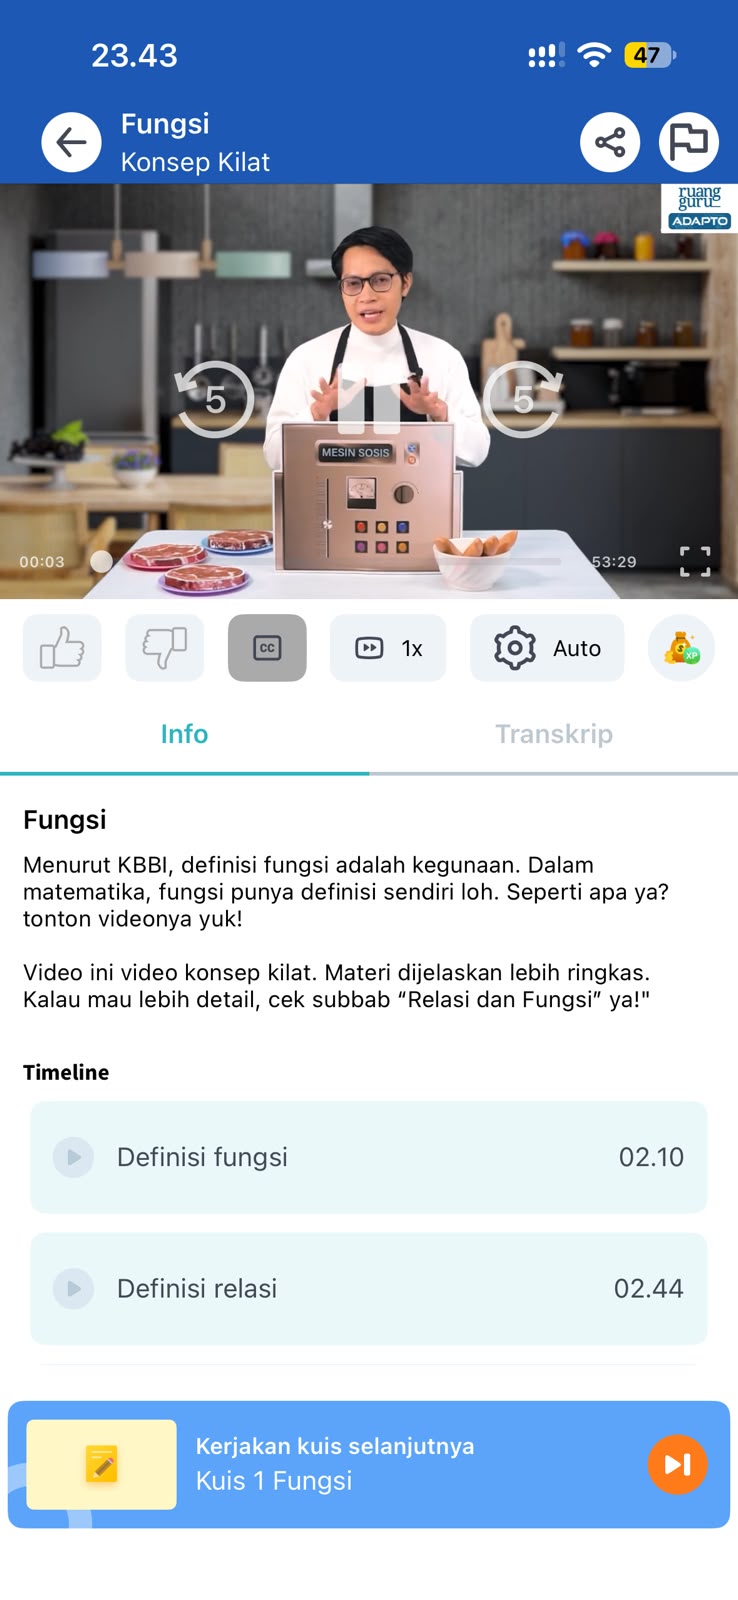 23.43
47
Fungsi
Konsep Kilat
ruang
guru
ADAPTO
5
5
MESIN SOSIS
00:03
53:29
CC
1x
Auto
XP
Info
Transkrip
Fungsi
Menurut KBBI, definisi fungsi adalah kegunaan. Dalam
matematika, fungsi punya definisi sendiri loh. Seperti apa ya?
tonton videonya yuk!
Video ini video konsep kilat. Materi dijelaskan lebih ringkas.
Kalau mau lebih detail, cek subbab “Relasi dan Fungsi” ya!"
Timeline
Definisi fungsi
02.10
Definisi relasi
02.44
Kerjakan kuis selanjutnya
Kuis 1 Fungsi